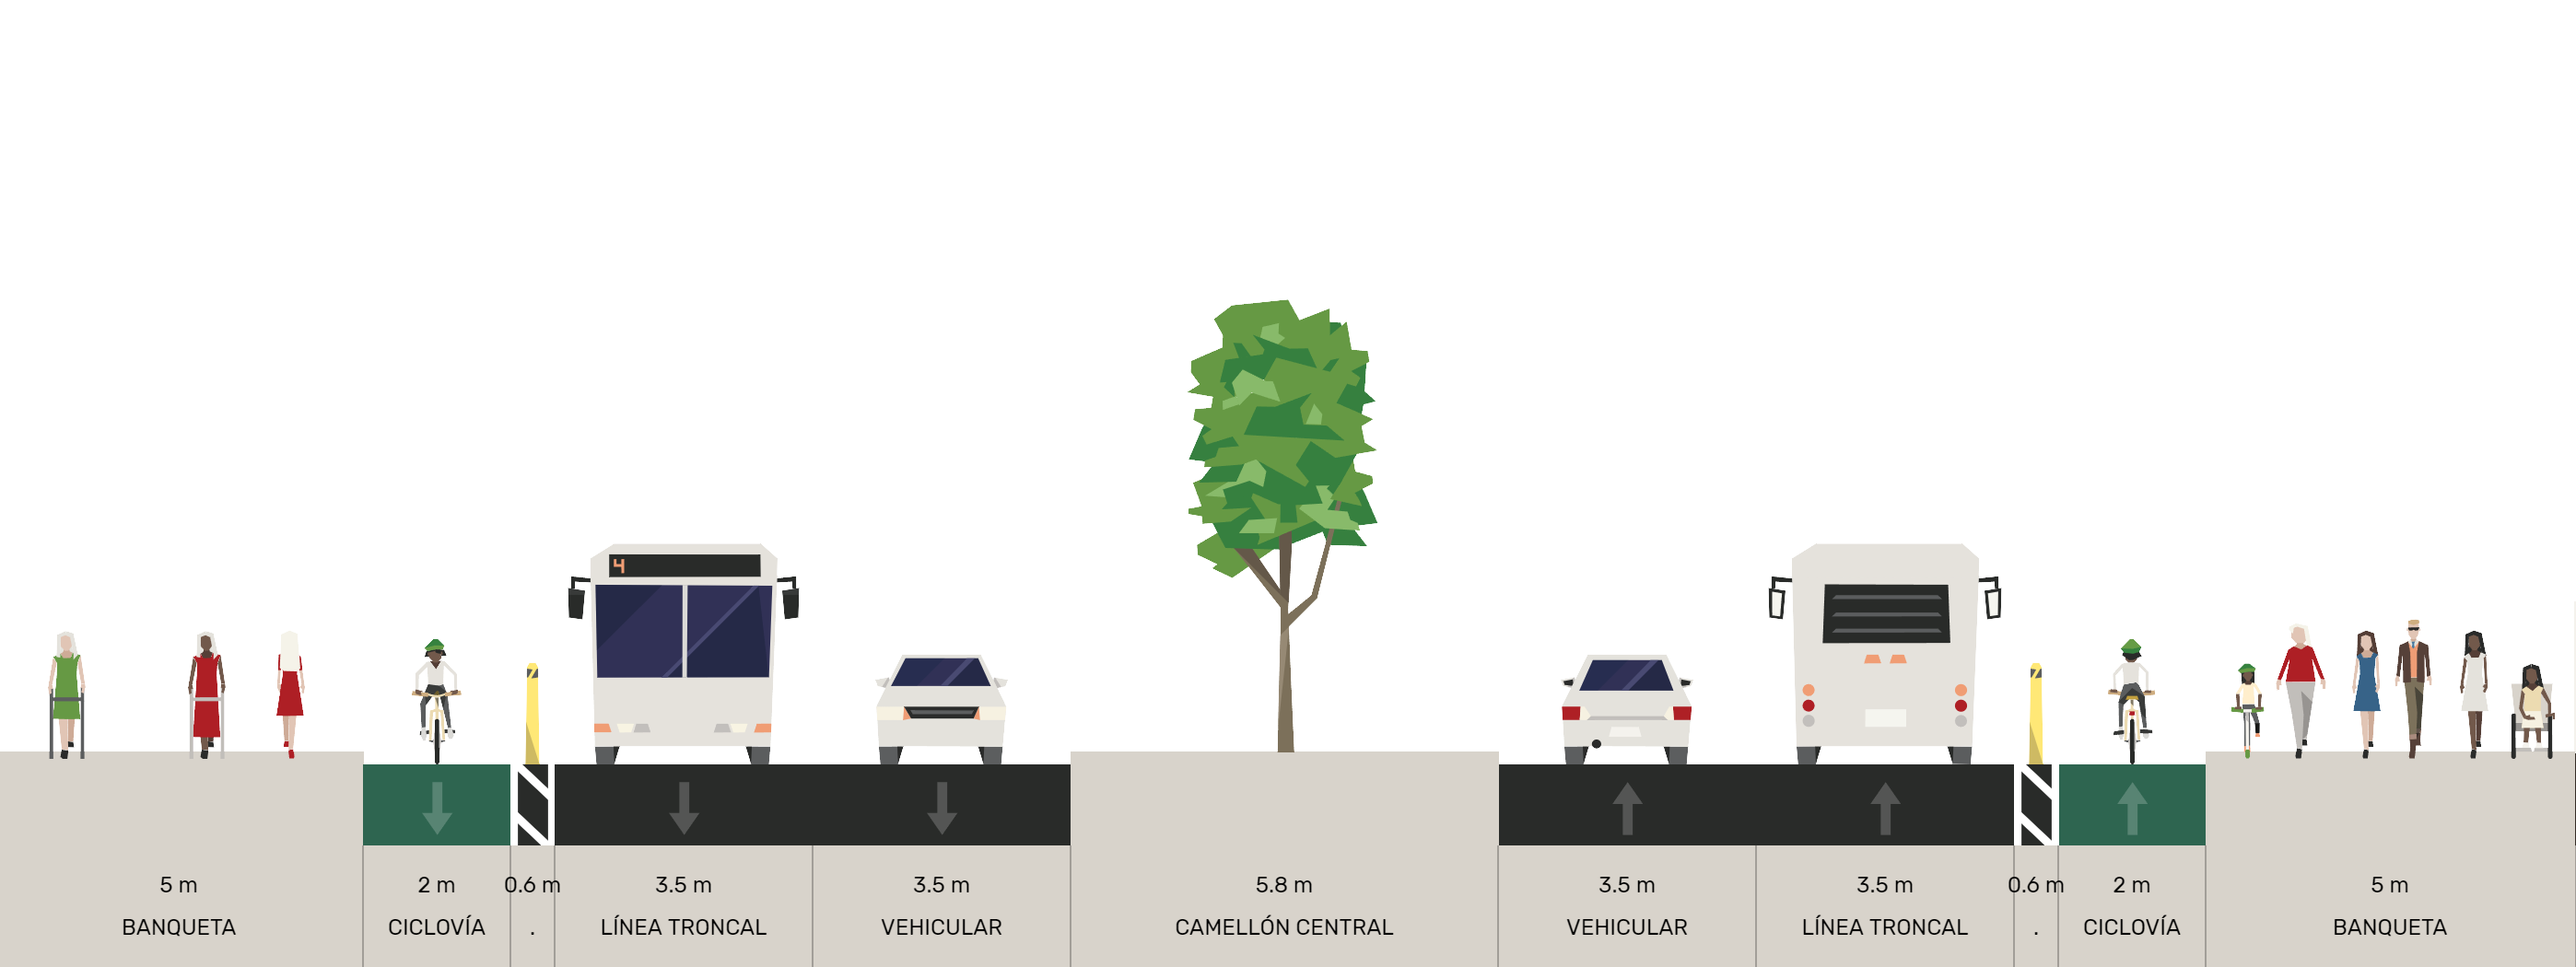 4
5 m
BANQUETA
2 m
CICLOVÍA
0.6 m
.
3.5 m
LÍNEA TRONCAL
3.5 m
VEHICULAR
5.8 m
CAMELLÓN CENTRAL
3.5 m
VEHICULAR
3.5 m
LÍNEA TRONCAL
0.6 m
.
2 m
CICLOVÍA
5 m
BANQUETA